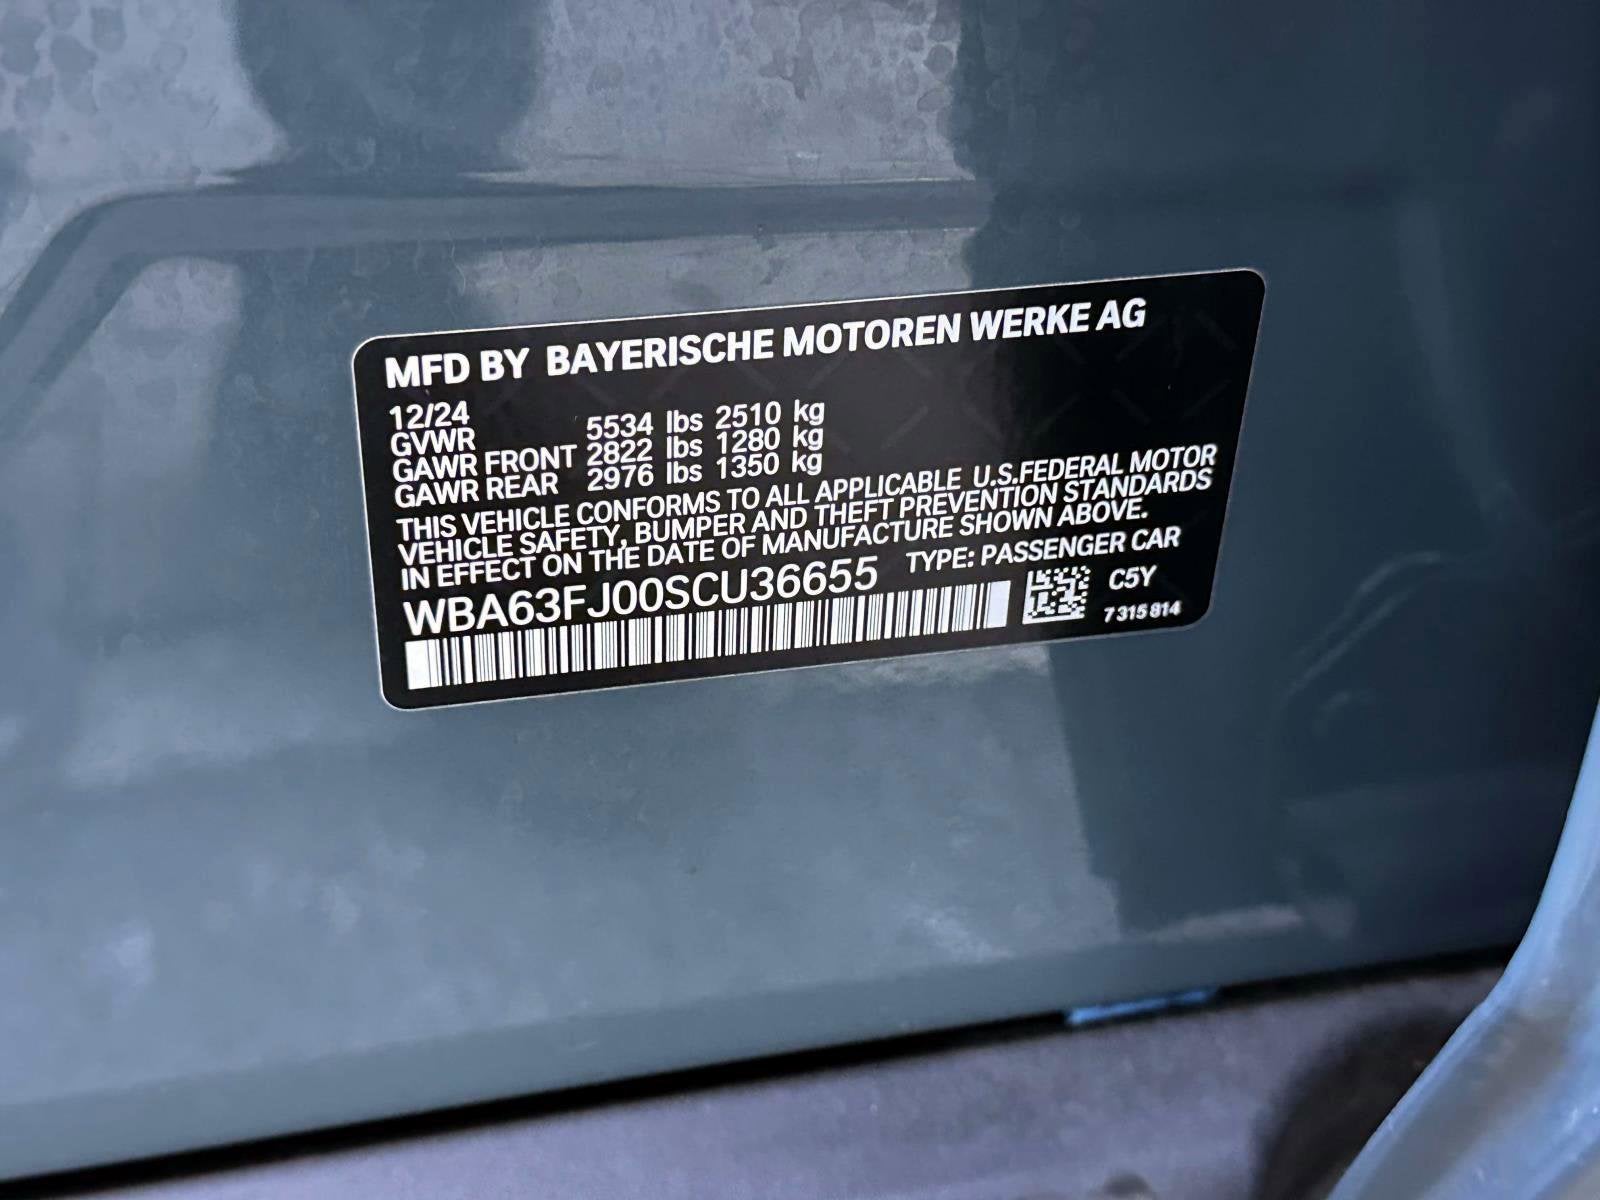 MFD BY BAYERISCHE MOTOREN WERKE AG
12/24
GVWR 5534 lbs 2510 kg
GAWR FRONT 2822 lbs 1280 kg
GAWR REAR 2976 lbs 1350 kg
THIS VEHICLE CONFORMS TO ALL APPLICABLE U.S.FEDERAL MOTOR
VEHICLE SAFETY, BUMPER AND THEFT PREVENTION STANDARDS
IN EFFECT ON THE DATE OF MANUFACTURE SHOWN ABOVE.
WBA63FJ00SCU36655 TYPE: PASSENGER CAR
C5Y
7 315 814